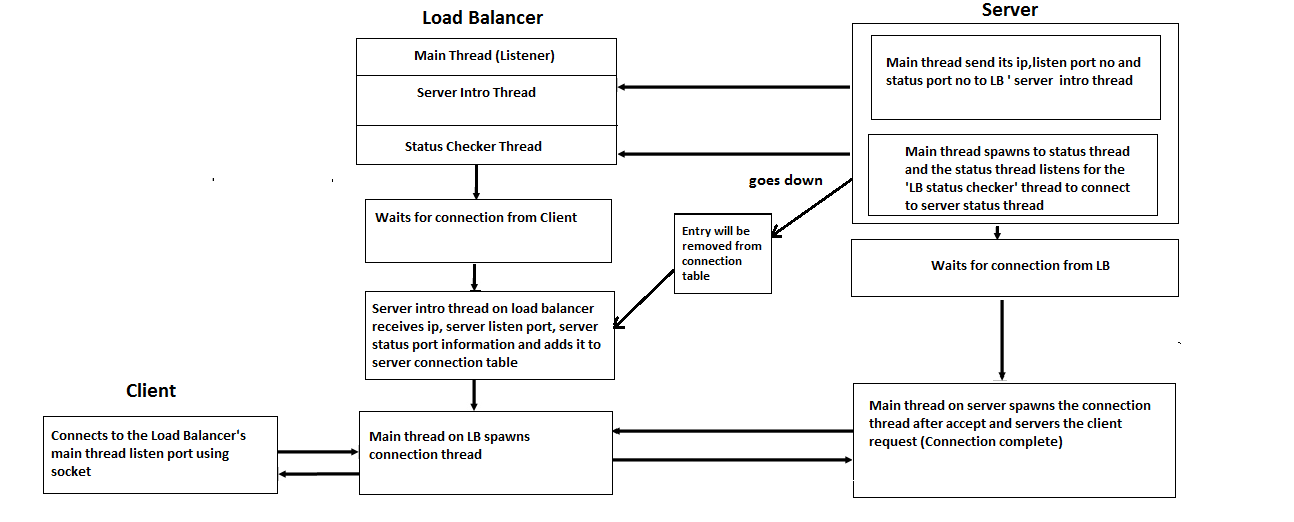 Load Balancer
Server
Main Thread (Listener)
Server Intro Thread
Status Checker Thread
Main thread send its ip,listen port no and
status port no to LB ' server intro thread
Main thread spawns to status thread
and the status thread listens for the
'LB status checker' thread to connect
to server status thread
goes down
Waits for connection from Client
Entry will be
removed from
connection
table
Waits for connection from LB
Server intro thread on load balancer
receives ip, server listen port, server
status port information and adds it to
server connection table
Client
Connects to the Load Balancer's
main thread listen port using
socket
Main thread on LB spawns
connection thread
Main thread on server spawns the connection
thread after accept and servers the client
request (Connection complete)